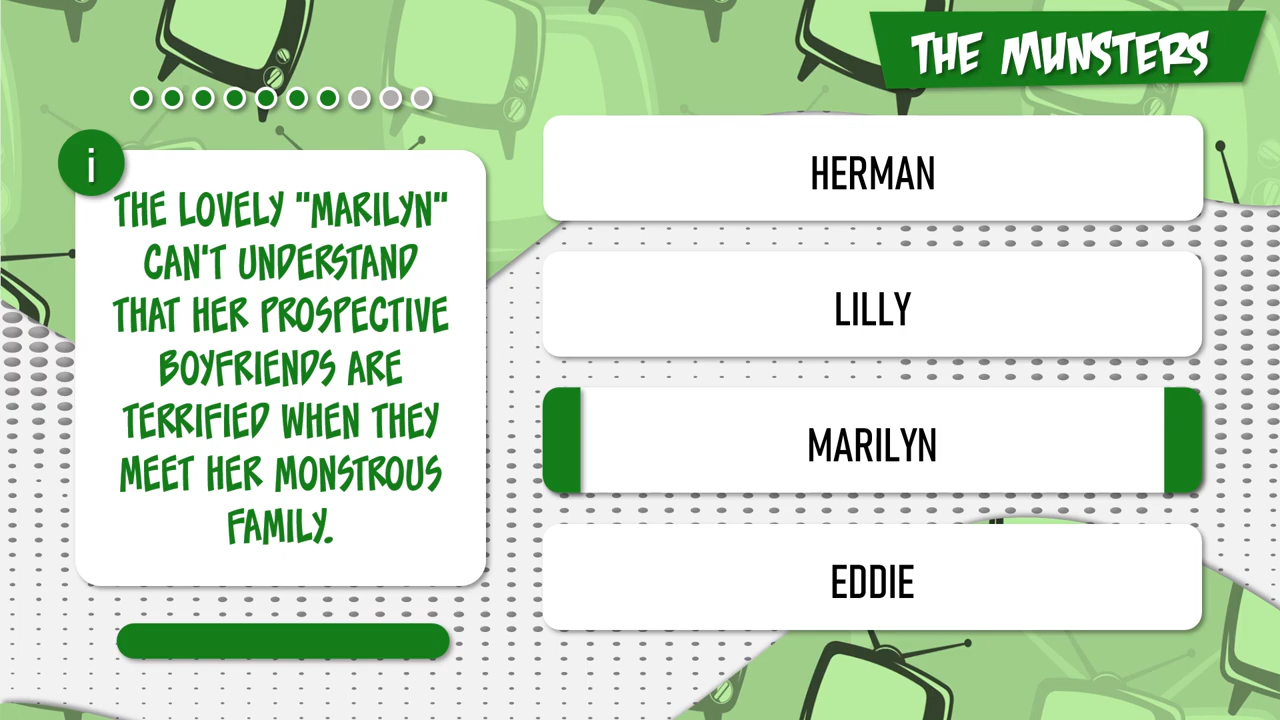 THE MUNSTERS
i
THE LOVELY "MARILYN"
CAN'T UNDERSTAND
THAT HER PROSPECTIVE
BOYFRIENDS ARE
TERRIFIED WHEN THEY
MEET HER MONSTROUS
FAMILY.
HERMAN
LILLY
MARILYN
EDDIE